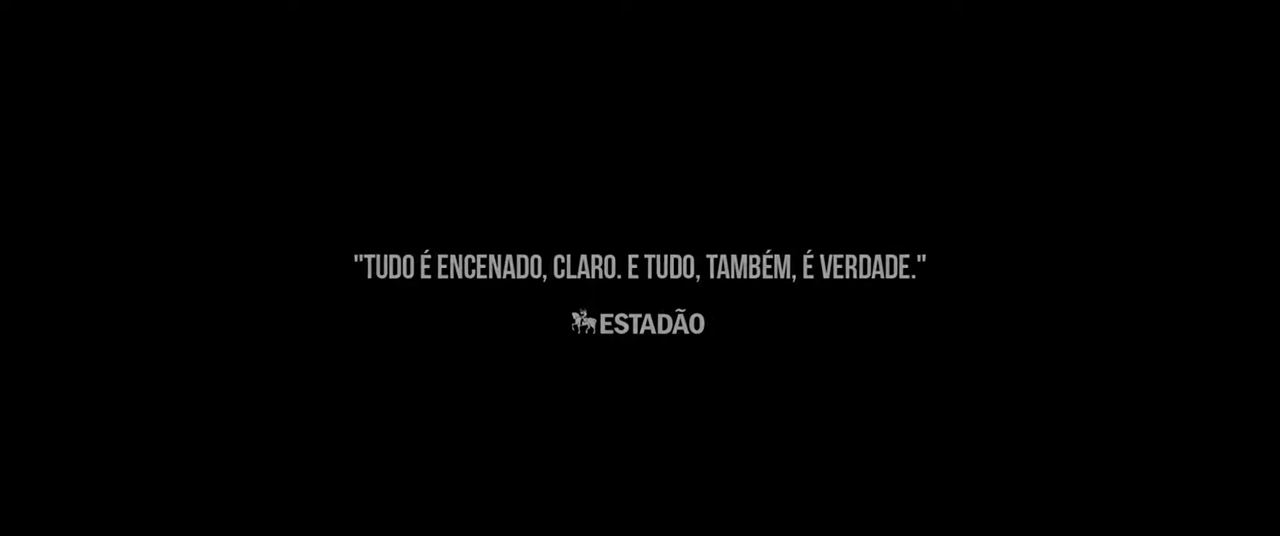 "TUDO É ENCENADO, CLARO. E TUDO, TAMBÉM, É VERDADE."
ESTADÃO